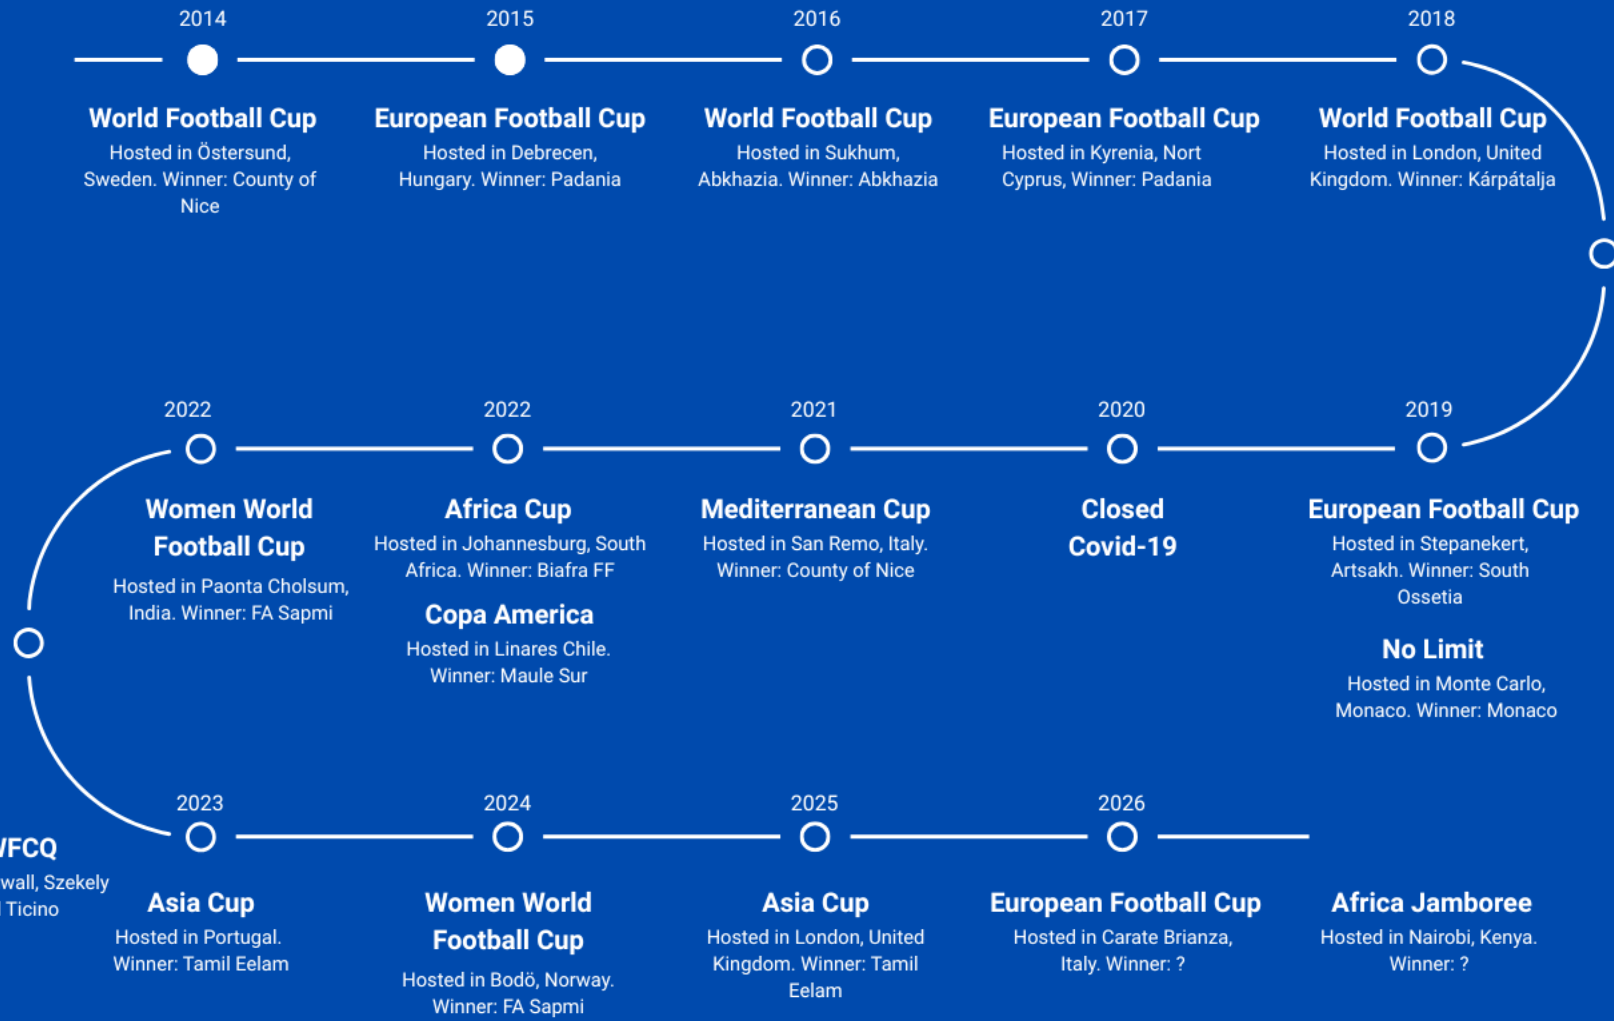 2014
World Football Cup
Hosted in Östersund,
Sweden. Winner: County of
Nice
2015
European Football Cup
Hosted in Debrecen,
Hungary. Winner: Padania
2016
World Football Cup
Hosted in Sukhum,
Abkhazia. Winner: Abkhazia
2017
European Football Cup
Hosted in Kyrenia, Nort
Cyprus, Winner: Padania
2018
World Football Cup
Hosted in London, United
Kingdom. Winner: Kárpátalja
2019
European Football Cup
Hosted in Stepanekert,
Artsakh. Winner: South
Ossetia
No Limit
Hosted in Monte Carlo,
Monaco. Winner: Monaco
2020
Closed
Covid-19
2021
Mediterranean Cup
Hosted in San Remo, Italy.
Winner: County of Nice
2022
Africa Cup
Hosted in Johannesburg, South
Africa. Winner: Biafra FF
Copa America
Hosted in Linares Chile.
Winner: Maule Sur
2022
Women World
Football Cup
Hosted in Paonta Cholsum,
India. Winner: FA Sapmi
Szekely
Ticino
2023
Asia Cup
Hosted in Portugal.
Winner: Tamil Eelam
2024
Women World
Football Cup
Hosted in Bodö, Norway.
Winner: FA Sapmi
2025
Asia Cup
Hosted in London, United
Kingdom. Winner: Tamil
Eelam
2026
European Football Cup
Hosted in Carate Brianza,
Italy. Winner: ?
Africa Jamboree
Hosted in Nairobi, Kenya.
Winner: ?